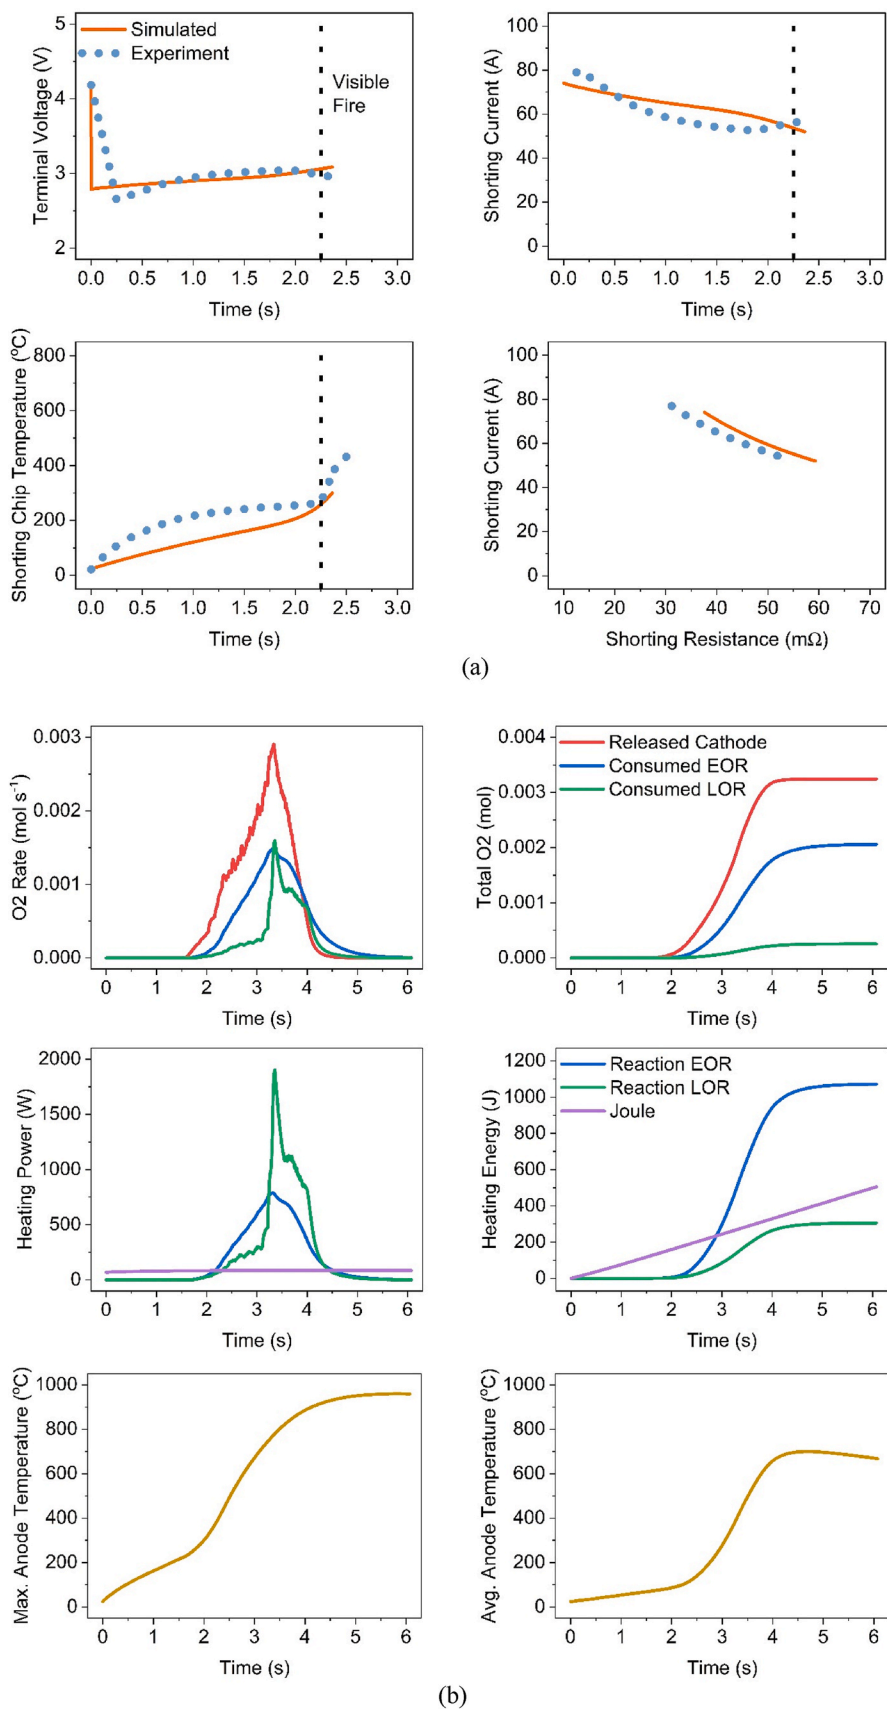 Simulated
Experiment
Visible
Fire
Terminal Voltage (V)
5
4
3
2
0.0 0.5 1.0 1.5 2.0 2.5 3.0
Time (s)
Shorting Current (A)
100
80
60
40
20
0
0.0 0.5 1.0 1.5 2.0 2.5 3.0
Time (s)
Shorting Chip Temperature (⁰C)
800
600
400
200
0
0.0 0.5 1.0 1.5 2.0 2.5 3.0
Time (s)
Shorting Current (A)
100
80
60
40
20
0
10 20 30 40 50 60 70
Shorting Resistance (mΩ)
(a)
O2 Rate (mol s⁻¹)
0.003
0.002
0.001
0.000
0 1 2 3 4 5 6
Time (s)
Released Cathode
Consumed EOR
Consumed LOR
Total O2 (mol)
0.004
0.003
0.002
0.001
0.000
0 1 2 3 4 5 6
Time (s)
Heating Power (W)
2000
1500
1000
500
0
0 1 2 3 4 5 6
Time (s)
Reaction EOR
Reaction LOR
Joule
Heating Energy (J)
1200
1000
800
600
400
200
0
0 1 2 3 4 5 6
Time (s)
Max. Anode Temperature (⁰C)
1000
800
600
400
200
0
0 1 2 3 4 5 6
Time (s)
Avg. Anode Temperature (⁰C)
1000
800
600
400
200
0
0 1 2 3 4 5 6
Time (s)
(b)